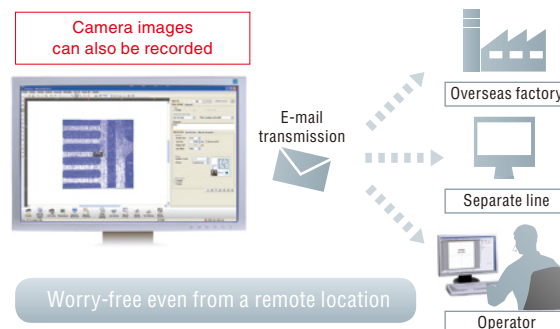 Camera images
can also be recorded
E-mail
transmission
Overseas factory
Separate line
Operator
Worry-free even from a remote location